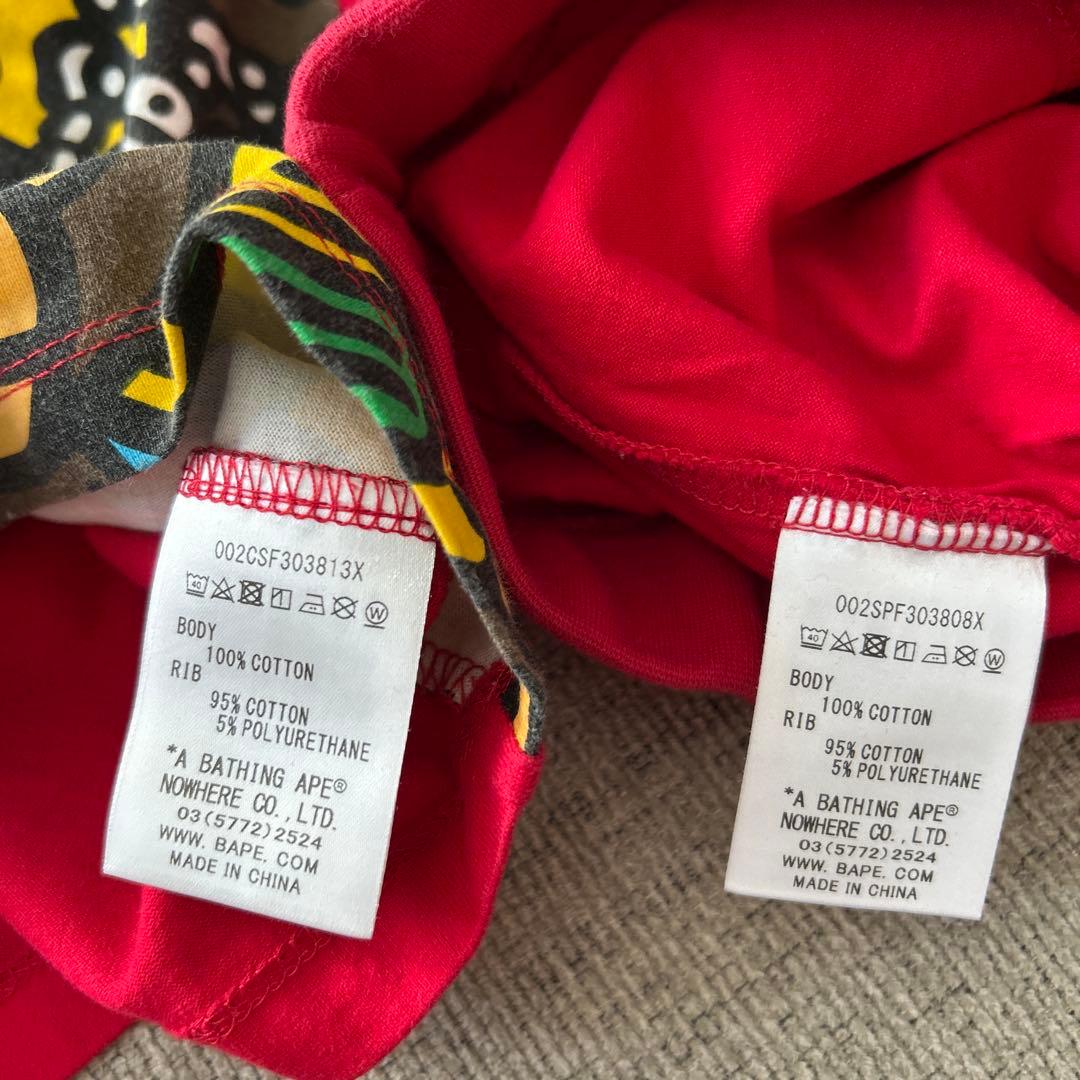 002CSF303813X
40 W
BODY
100% COTTON
RIB
95% COTTON
5% POLYURETHANE
*A BATHING APE®
NOWHERE CO., LTD.
03(5772)2524
WWW. BAPE. COM
MADE IN CHINA
002SPF303808X
40 W
BODY
100% COTTON
RIB
95% COTTON
5% POLYURETHANE
*A BATHING APE®
NOWHERE CO., LTD.
03(5772)2524
WWW. BAPE. COM
MADE IN CHINA